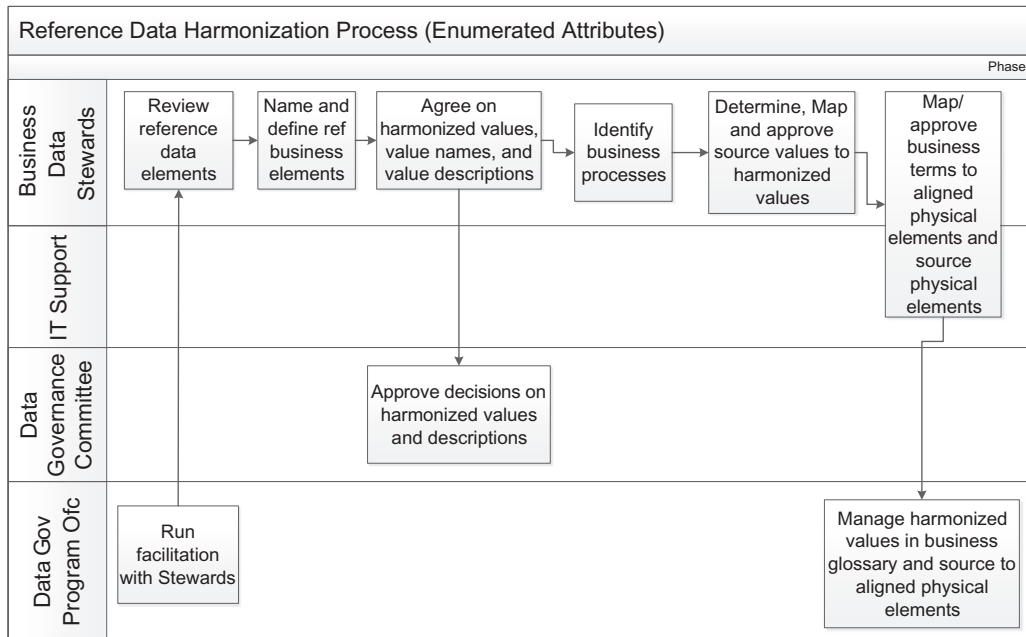 Reference Data Harmonization Process (Enumerated Attributes)
Phase
Business
Data
Stewards
Review
reference
data
elements
Name and
define ref
business
elements
Agree on
harmonized values,
value names, and
value descriptions
Identify
business
processes
Determine, Map
and approve
source values to
harmonized
values
Map/
approve
business
terms to
aligned
physical
elements and
source
physical
elements
IT Support
Data
Governance
Committee
Approve decisions on
harmonized values
and descriptions
Data Gov
Program Ofc
Run
facilitation
with Stewards
Manage harmonized
values in business
glossary and source to
aligned physical
elements